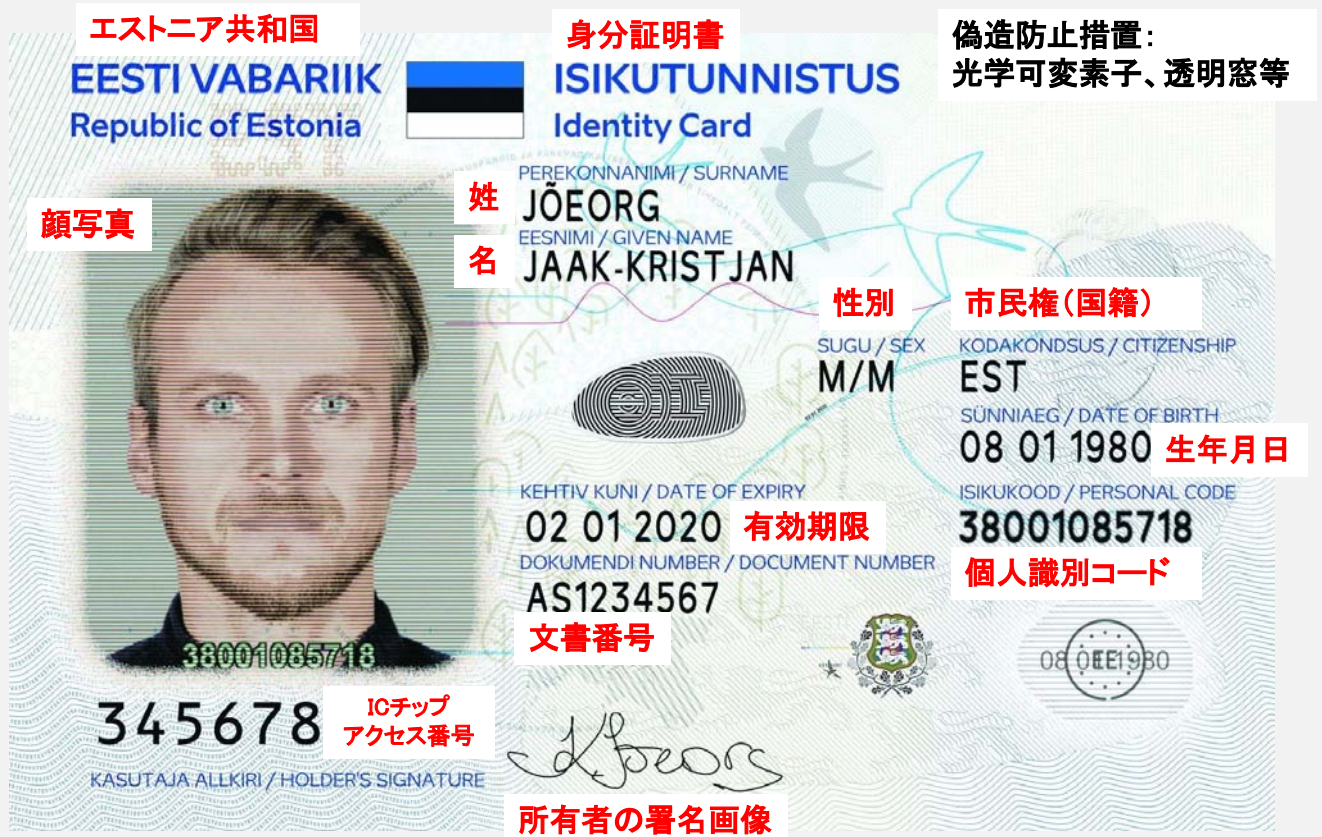 エストニア共和国
身分証明書
偽造防止措置:
光学可変素子、透明窓等
EESTI VABARIIK
ISIKUTUNNISTUS
Republic of Estonia
Identity Card
顔写真
PEREKONNANIMI / SURNAME
姓
JÕEORG
EESNIMI / GIVEN NAME
名
JAAK-KRISTJAN
性別
市民権(国籍)
SUGU / SEX
KODAKONDSUS / CITIZENSHIP
M/M
EST
SÜNNIAEG / DATE OF BIRTH
08 01 1980
生年月日
KEHTIV KUNI / DATE OF EXPIRY
ISIKUKOOD / PERSONAL CODE
02 01 2020
有効期限
38001085718
DOKUMENDI NUMBER / DOCUMENT NUMBER
個人識別コード
AS1234567
文書番号
38001085718
08 01 1980
EE
345678
ICチップ
アクセス番号
KASUTAJA ALLKIRI / HOLDER'S SIGNATURE
所有者の署名画像